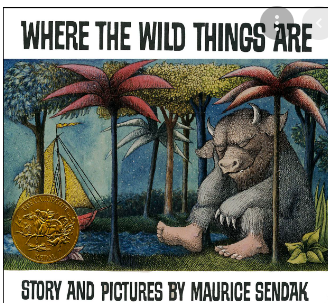 WHERE THE WILD THINGS ARE
STORY AND PICTURES BY MAURICE SENDAK